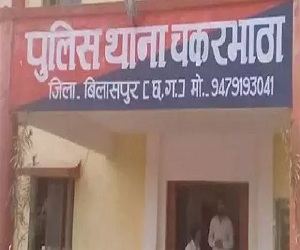 पुलिस थाना चकरभाठा
जिला.. बिलासपुर [ छ.ग.] मो.. 9479193041